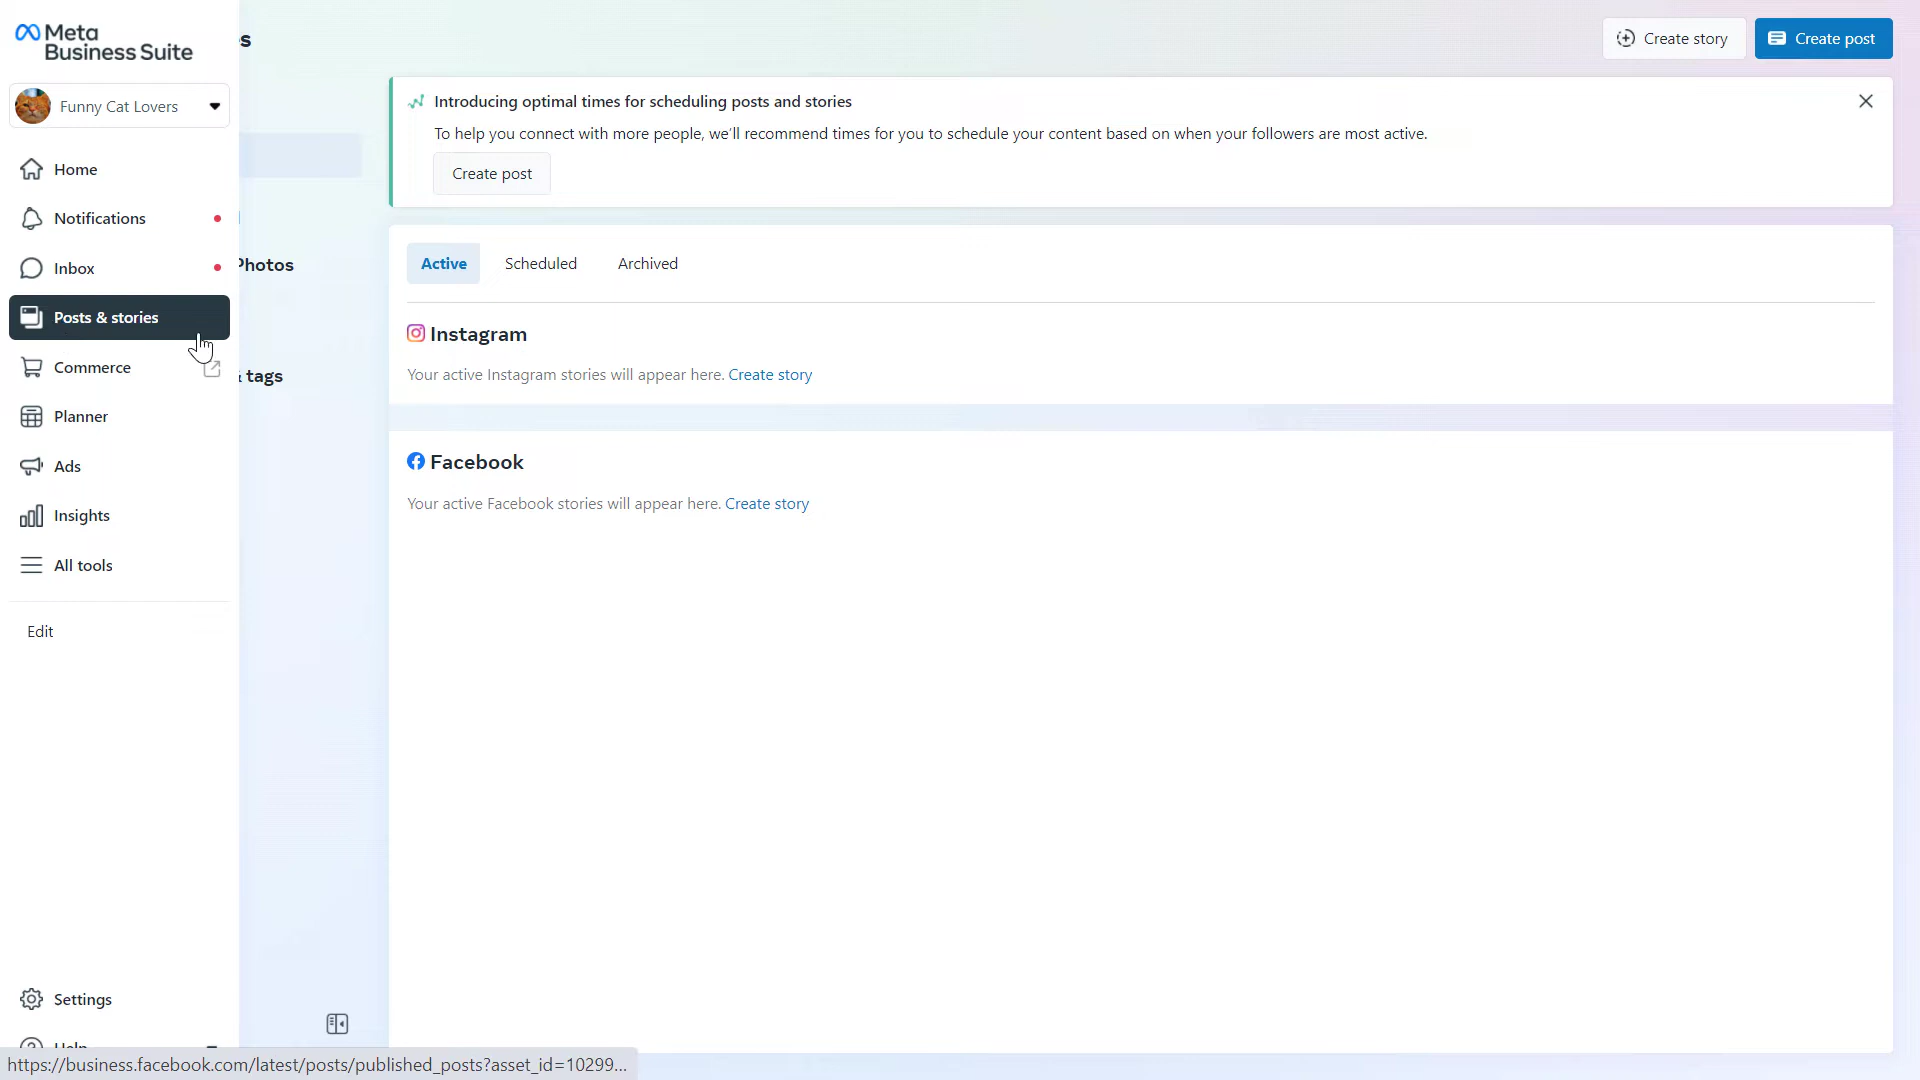 Meta
Business Suite
s
Create story
Create post
Funny Cat Lovers
Introducing optimal times for scheduling posts and stories
To help you connect with more people, we'll recommend times for you to schedule your content based on when your followers are most active.
Create post
Home
Notifications
Inbox
Photos
Active
Scheduled
Archived
Posts & stories
Instagram
Your active Instagram stories will appear here. Create story
Commerce
& tags
Planner
Ads
Facebook
Your active Facebook stories will appear here. Create story
Insights
All tools
Edit
Settings
Help
https://business.facebook.com/latest/posts/published_posts?asset_id=10299...